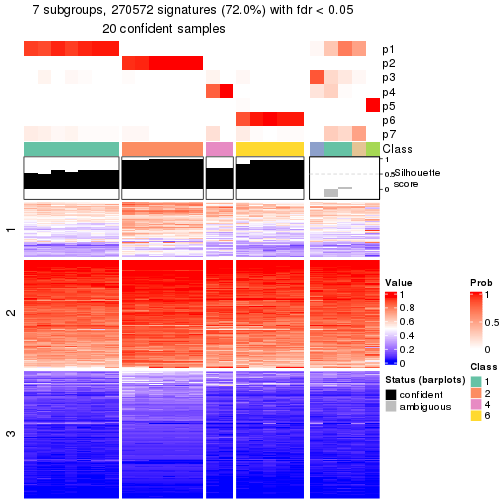 7 subgroups, 270572 signatures (72.0%) with fdr < 0.05
20 confident samples
p1
p2
p3
p4
p5
p6
p7
Class
1
0.5
0
Silhouette
score
1
2
3
Value
1
0.8
0.6
0.4
0.2
0
Prob
1
0.5
0
Status (barplots)
confident
ambiguous
Class
1
2
4
6